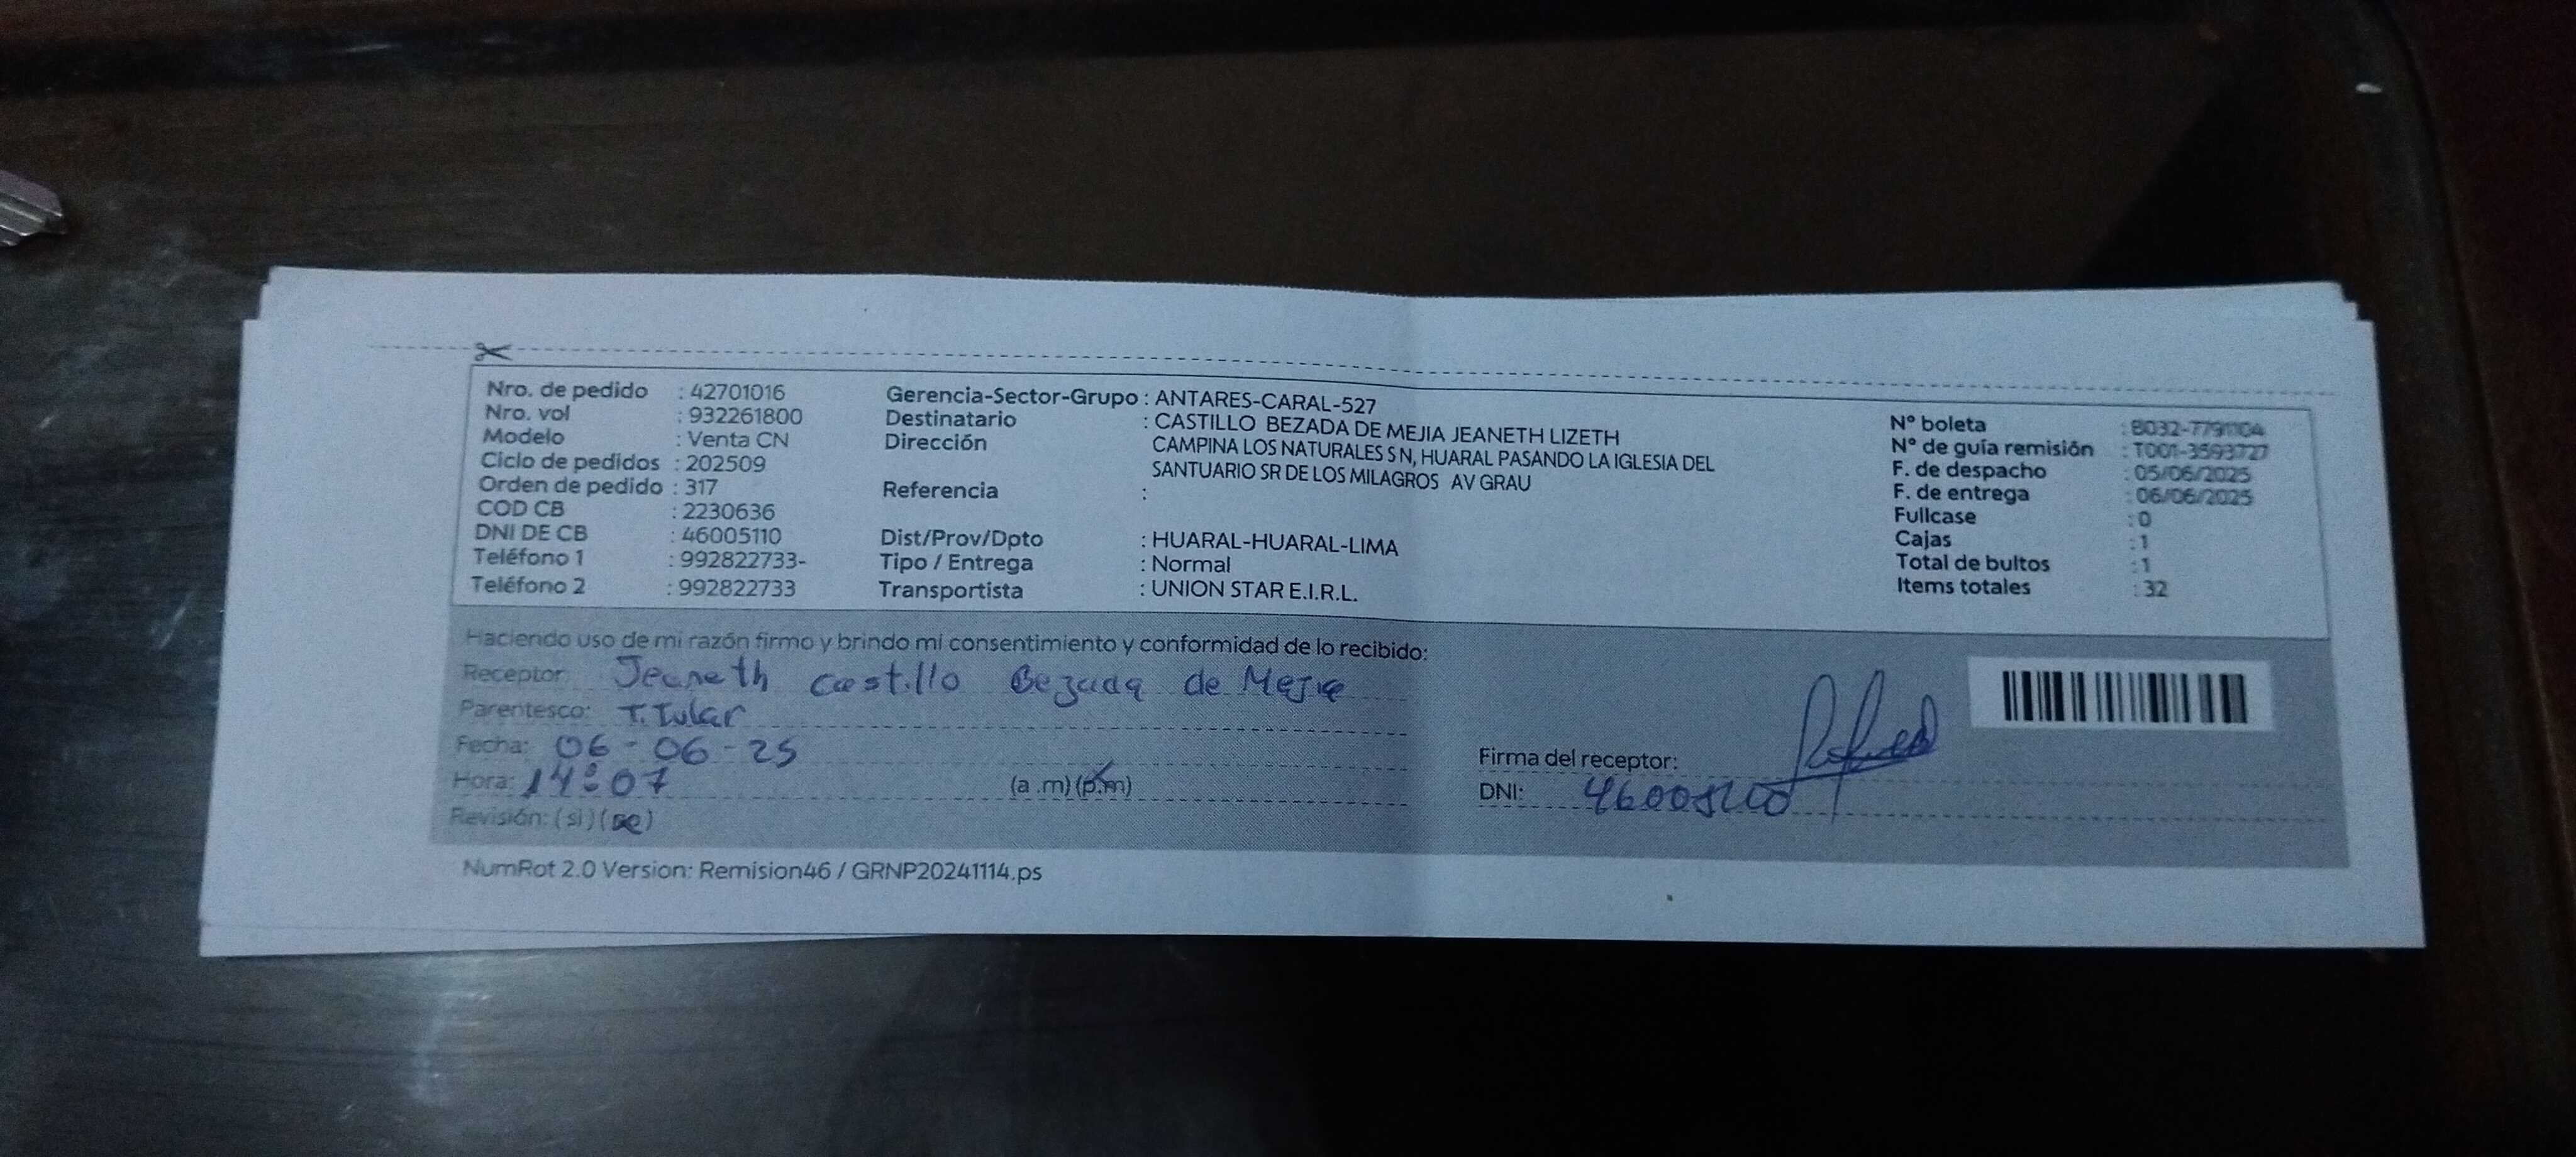 Nro. de pedido : 42701016
Nro. vol : 932261800
Modelo : Venta CN
Ciclo de pedidos : 202509
Orden de pedido : 317
COD CB : 2230636
DNI DE CB : 46005110
Teléfono 1 : 992822733-
Teléfono 2 : 992822733
Gerencia-Sector-Grupo : ANTARES-CARAL-527
Destinatario : CASTILLO BEZADA DE MEJIA JEANETH LIZETH
Dirección CAMPINA LOS NATURALES S N, HUARAL PASANDO LA IGLESIA DEL
SANTUARIO SR DE LOS MILAGROS AV GRAU
Referencia :
Dist/Prov/Dpto : HUARAL-HUARAL-LIMA
Tipo / Entrega : Normal
Transportista : UNION STAR E.I.R.L.
N° boleta : B032-7791104
N° de guía remisión : T001-3593727
F. de despacho : 05/06/2025
F. de entrega : 06/06/2025
Fullcase : 0
Cajas : 1
Total de bultos : 1
Items totales : 32
Haciendo uso de mi razón firmo y brindo mi consentimiento y conformidad de lo recibido:
Receptor: Jeaneth Castillo Bezada de Mejia
Parentesco: Titular
Fecha: 06-06-25
Hora: 14:07 (a .m) (p.m)
Revisión: (si)
Firma del receptor:
DNI:
NumRot 2.0 Version: Remision46 / GRNP20241114.ps